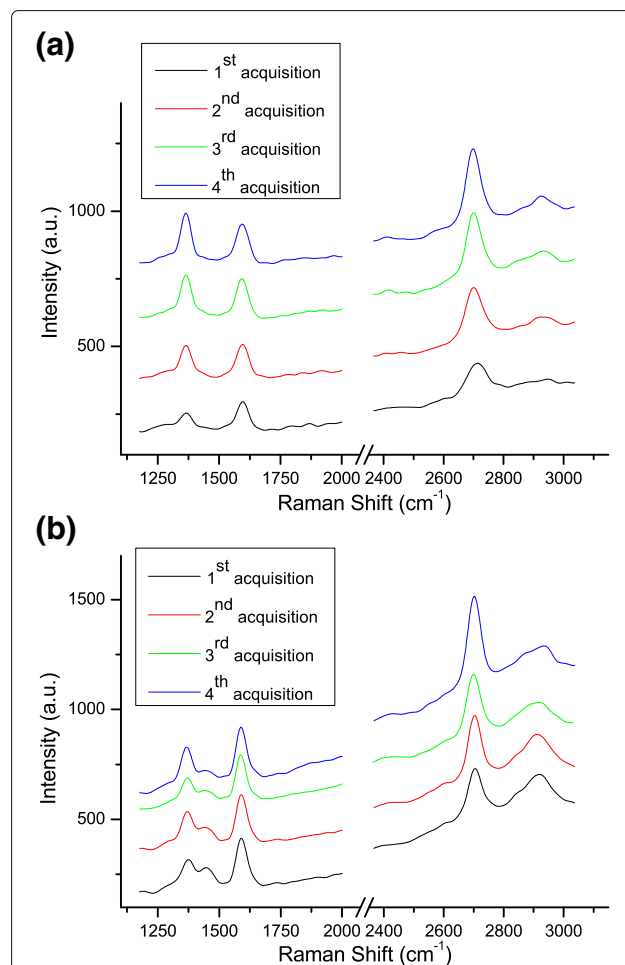 (a)
1st acquisition
2nd acquisition
3rd acquisition
4th acquisition
1000
500
Intensity (a.u.)
1250 1500 1750 2000 2400 2600 2800 3000
Raman Shift (cm-1)
(b)
1st acquisition
2nd acquisition
3rd acquisition
4th acquisition
1500
1000
500
Intensity (a.u.)
1250 1500 1750 2000 2400 2600 2800 3000
Raman Shift (cm-1)